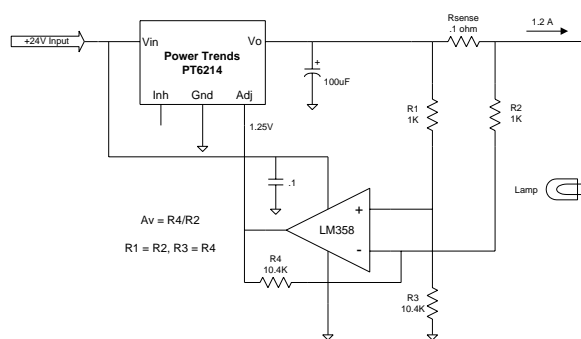 Rsense
.1 ohm
1.2 A
+24V Input
Vin
Vo
Power Trends
PT6214
Inh
Gnd
Adj
+
100uF
R1
1K
R2
1K
1.25V
.1
Lamp
Av = R4/R2
R1 = R2, R3 = R4
+
LM358
-
R4
10.4K
R3
10.4K